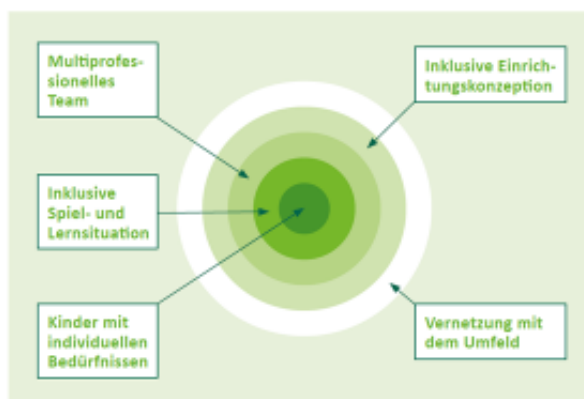 Multiprofes-
sionelles
Team
Inklusive Einrich-
tungskonzeption
Inklusive
Spiel- und
Lernsituation
Kinder mit
individuellen
Bedürfnissen
Vernetzung mit
dem Umfeld